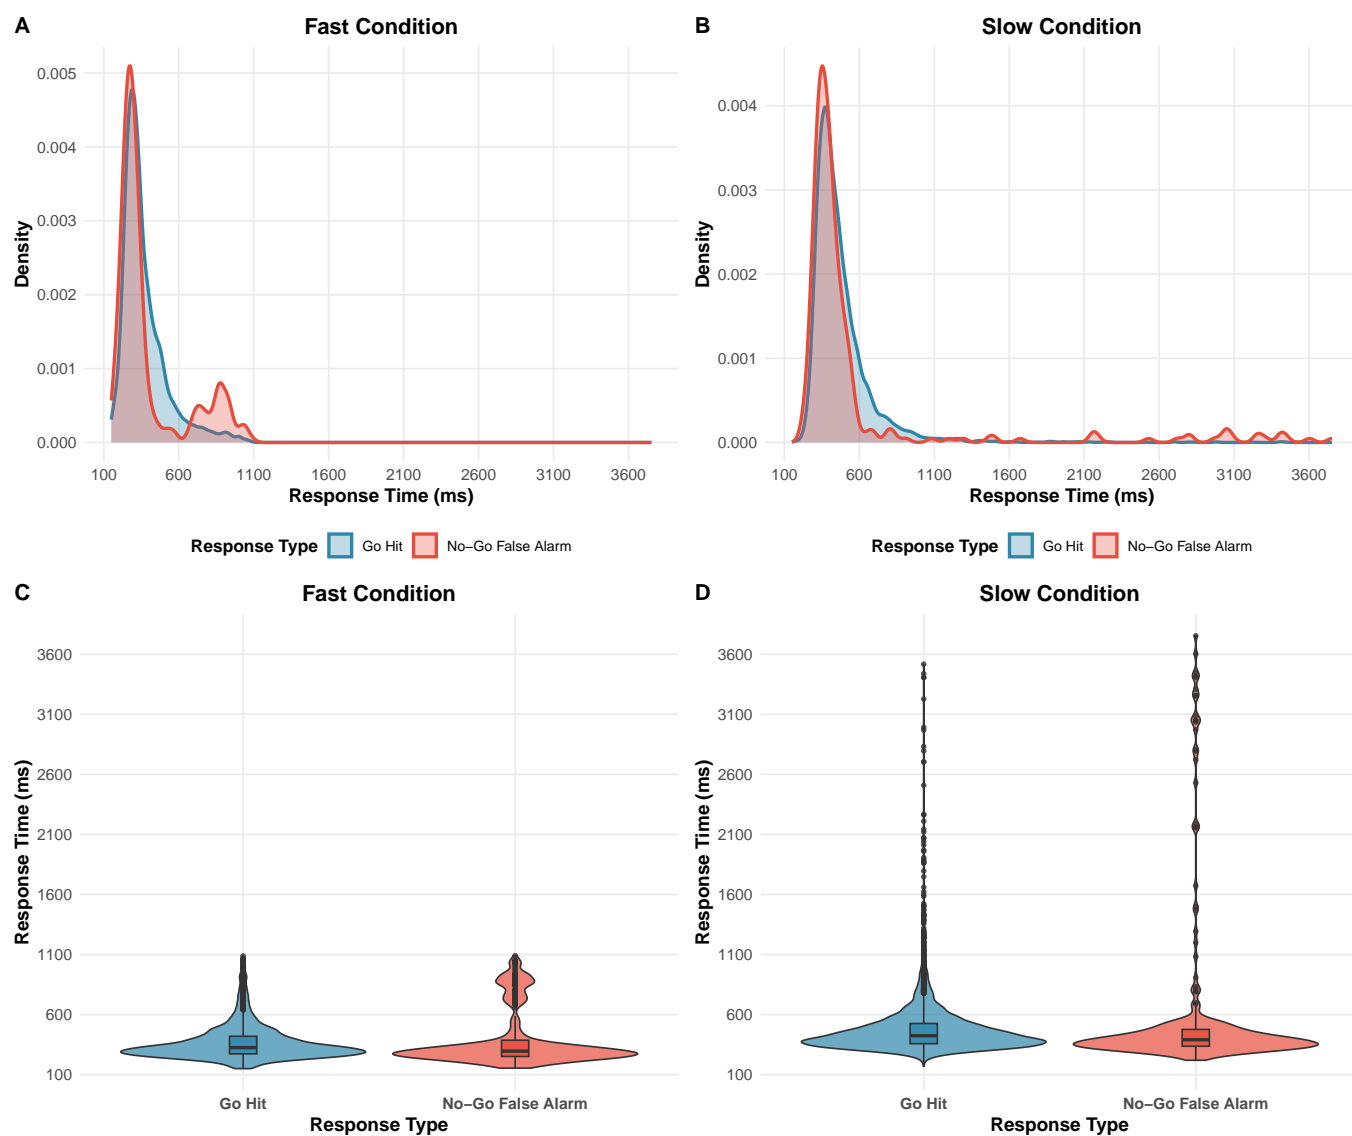 A
Fast Condition
0.005
0.004
0.003
0.002
0.001
0.000
Density
100 600 1100 1600 2100 2600 3100 3600
Response Time (ms)
Response Type Go Hit No−Go False Alarm
B
Slow Condition
0.004
0.003
0.002
0.001
0.000
Density
100 600 1100 1600 2100 2600 3100 3600
Response Time (ms)
Response Type Go Hit No−Go False Alarm
C
Fast Condition
3600
3100
2600
2100
1600
1100
600
100
Response Time (ms)
Go Hit No−Go False Alarm
Response Type
D
Slow Condition
3600
3100
2600
2100
1600
1100
600
100
Response Time (ms)
Go Hit No−Go False Alarm
Response Type